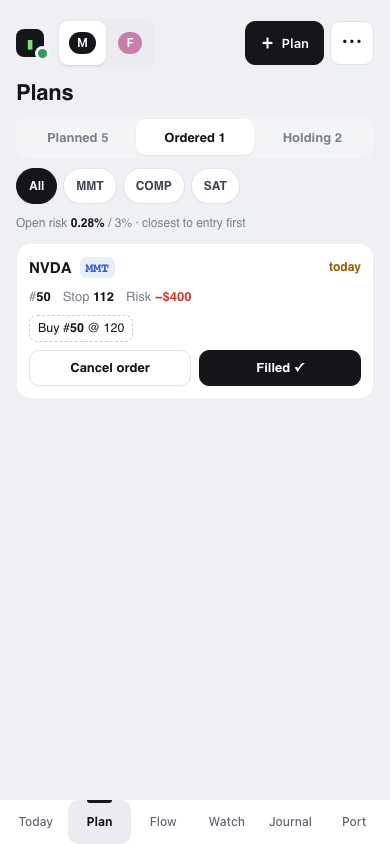 M F + Plan ···
Plans
Planned 5 Ordered 1 Holding 2
All MMT COMP SAT
Open risk 0.28% / 3% · closest to entry first
NVDA MMT today
#50 Stop 112 Risk −$400
Buy #50 @ 120
Cancel order Filled ✓
Today Plan Flow Watch Journal Port